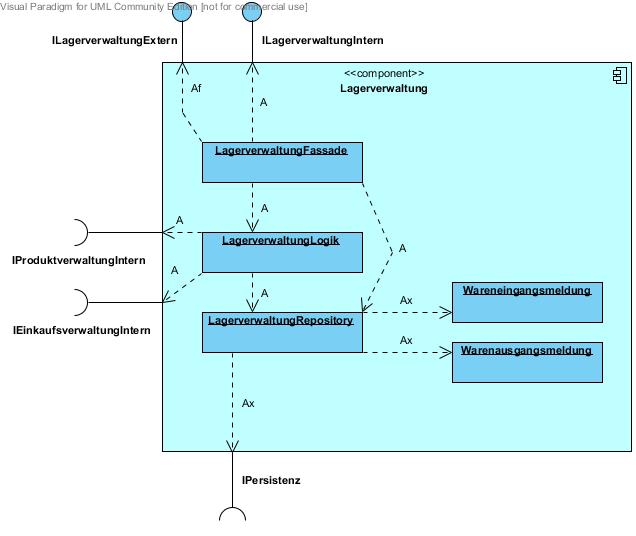 Visual Paradigm for UML Community Edition [not for commercial use]
ILagerverwaltungExtern
ILagerverwaltungIntern
<<component>>
Lagerverwaltung
Af
A
LagerverwaltungFassade
A
A
LagerverwaltungLogik
A
IProduktverwaltungIntern
A
A
Wareneingangsmeldung
Ax
LagerverwaltungRepository
IEinkaufsverwaltungIntern
Ax
Warenausgangsmeldung
Ax
IPersistenz